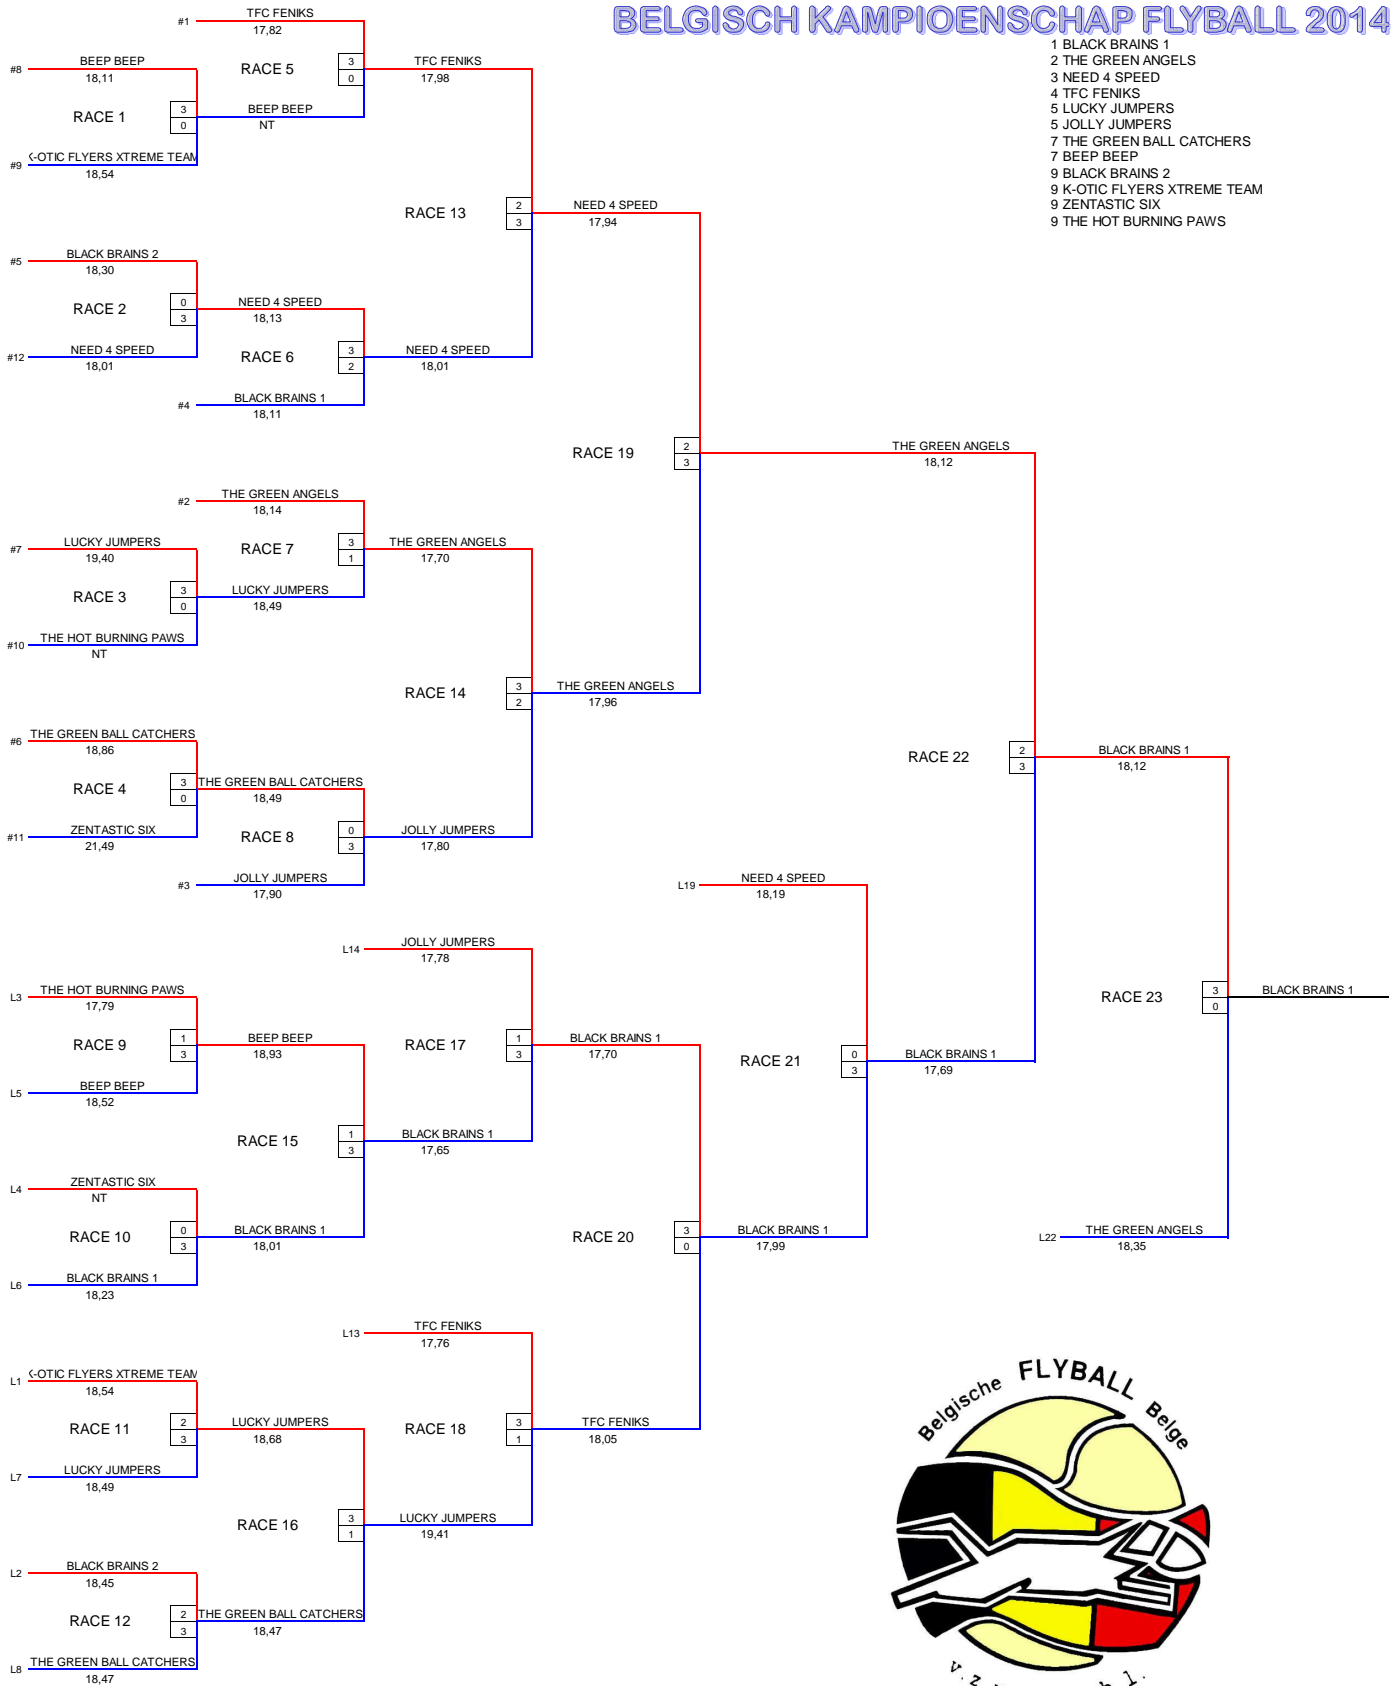 BELGISCH KAMPIOENSCHAP FLYBALL 2014
1 BLACK BRAINS 1
2 THE GREEN ANGELS
3 NEED 4 SPEED
4 TFC FENIKS
5 LUCKY JUMPERS
5 JOLLY JUMPERS
7 THE GREEN BALL CATCHERS
7 BEEP BEEP
9 BLACK BRAINS 2
9 K-OTIC FLYERS XTREME TEAM
9 ZENTASTIC SIX
9 THE HOT BURNING PAWS
#1 TFC FENIKS
17,82
#8 BEEP BEEP
18,11
RACE 5 3
0
TFC FENIKS
17,98
RACE 1 3
0
BEEP BEEP
NT
#9 K-OTIC FLYERS XTREME TEAM
18,54
RACE 13 2
3
NEED 4 SPEED
17,94
#5 BLACK BRAINS 2
18,30
RACE 2 0
3
NEED 4 SPEED
18,13
#12 NEED 4 SPEED
18,01
RACE 6 3
2
NEED 4 SPEED
18,01
#4 BLACK BRAINS 1
18,11
RACE 19 2
3
THE GREEN ANGELS
18,12
#2 THE GREEN ANGELS
18,14
#7 LUCKY JUMPERS
19,40
RACE 7 3
1
THE GREEN ANGELS
17,70
RACE 3 3
0
LUCKY JUMPERS
18,49
#10 THE HOT BURNING PAWS
NT
RACE 14 3
2
THE GREEN ANGELS
17,96
#6 THE GREEN BALL CATCHERS
18,86
RACE 22 2
3
BLACK BRAINS 1
18,12
RACE 4 3
0
THE GREEN BALL CATCHERS
18,49
#11 ZENTASTIC SIX
21,49
RACE 8 0
3
JOLLY JUMPERS
17,80
#3 JOLLY JUMPERS
17,90
L19 NEED 4 SPEED
18,19
L14 JOLLY JUMPERS
17,78
L3 THE HOT BURNING PAWS
17,79
RACE 23 3
0
BLACK BRAINS 1
RACE 9 1
3
BEEP BEEP
18,93
RACE 17 1
3
BLACK BRAINS 1
17,70
RACE 21 0
3
BLACK BRAINS 1
17,69
L5 BEEP BEEP
18,52
RACE 15 1
3
BLACK BRAINS 1
17,65
L4 ZENTASTIC SIX
NT
RACE 10 0
3
BLACK BRAINS 1
18,01
RACE 20 3
0
BLACK BRAINS 1
17,99
L22 THE GREEN ANGELS
18,35
L6 BLACK BRAINS 1
18,23
L13 TFC FENIKS
17,76
L1 K-OTIC FLYERS XTREME TEAM
18,54
RACE 11 2
3
LUCKY JUMPERS
18,68
RACE 18 3
1
TFC FENIKS
18,05
L7 LUCKY JUMPERS
18,49
RACE 16 3
1
LUCKY JUMPERS
19,41
L2 BLACK BRAINS 2
18,45
RACE 12 2
3
THE GREEN BALL CATCHERS
18,47
L8 THE GREEN BALL CATCHERS
18,47
Belgische FLYBALL Belge